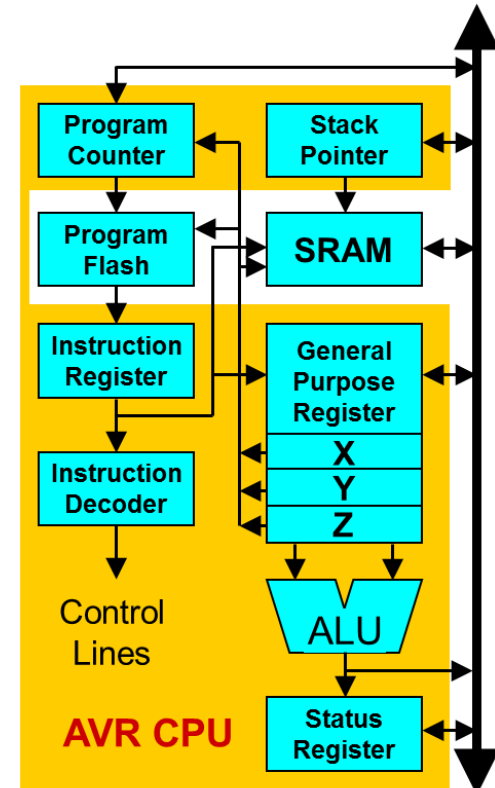 Program
Counter
Stack
Pointer
Program
Flash
SRAM
Instruction
Register
General
Purpose
Register
X
Y
Z
Instruction
Decoder
Control
Lines
ALU
AVR CPU
Status
Register